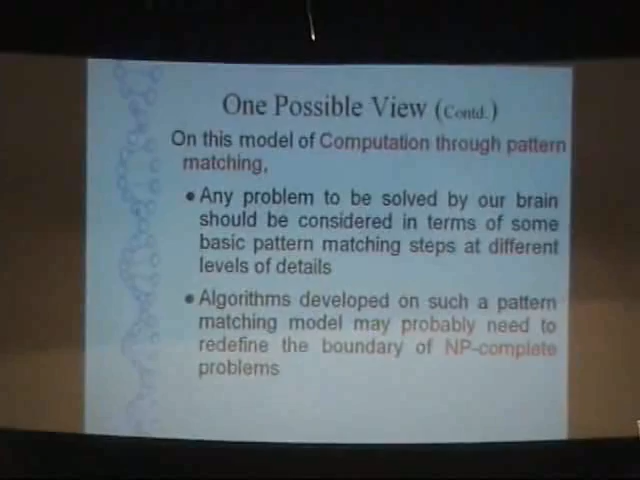 One Possible View (Contd.)
On this model of Computation through pattern
matching,
• Any problem to be solved by our brain
should be considered in terms of some
basic pattern matching steps at different
levels of details
• Algorithms developed on such a pattern
matching model may probably need to
redefine the boundary of NP-complete
problems